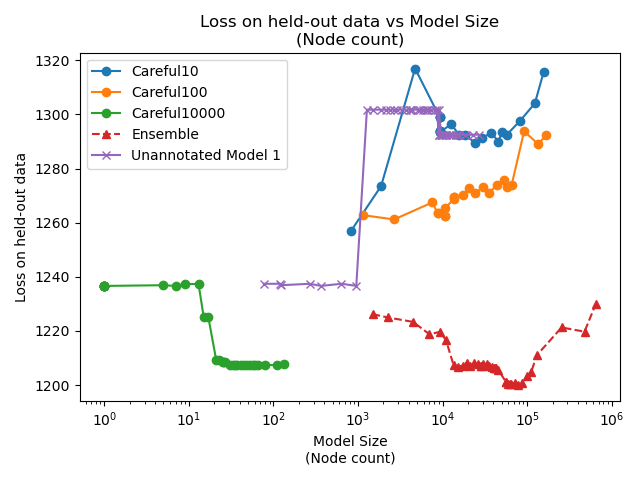 Loss on held-out data vs Model Size
(Node count)
Loss on held-out data
1320
1300
1280
1260
1240
1220
1200
Careful10
Careful100
Careful10000
Ensemble
Unannotated Model 1
10^0 10^1 10^2 10^3 10^4 10^5 10^6
Model Size
(Node count)